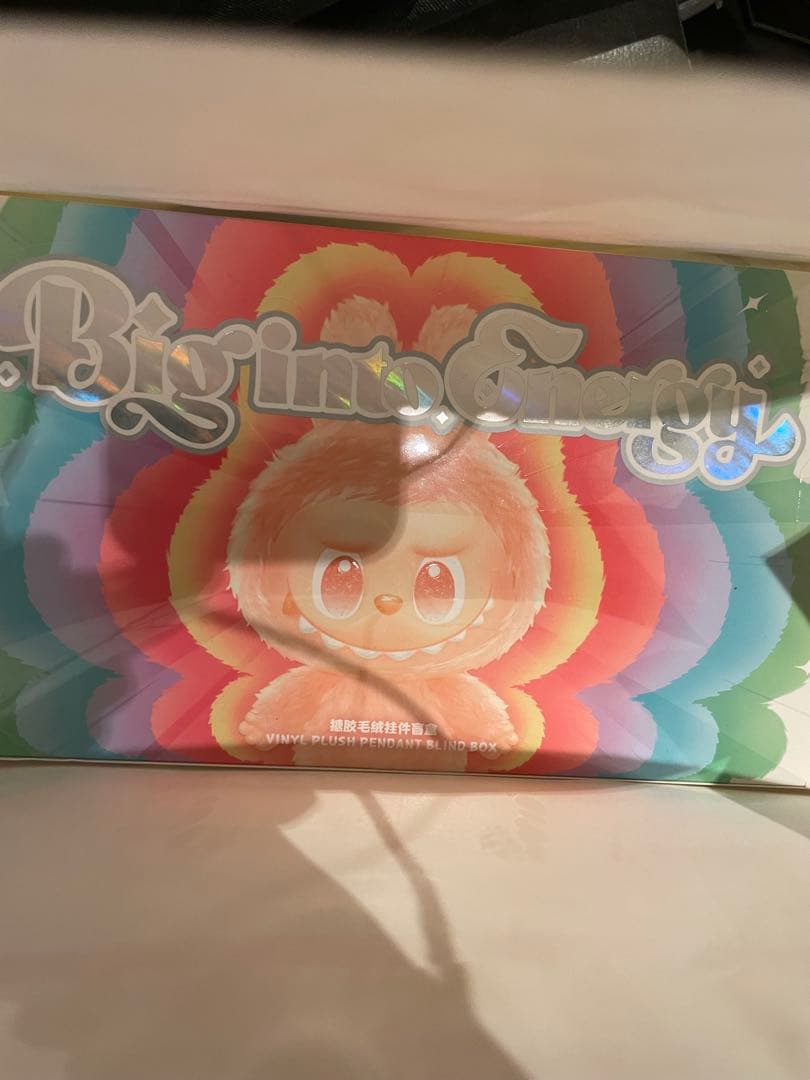 Big into Energy
搪胶毛绒挂件盲盒
VINYL PLUSH PENDANT BLIND BOX